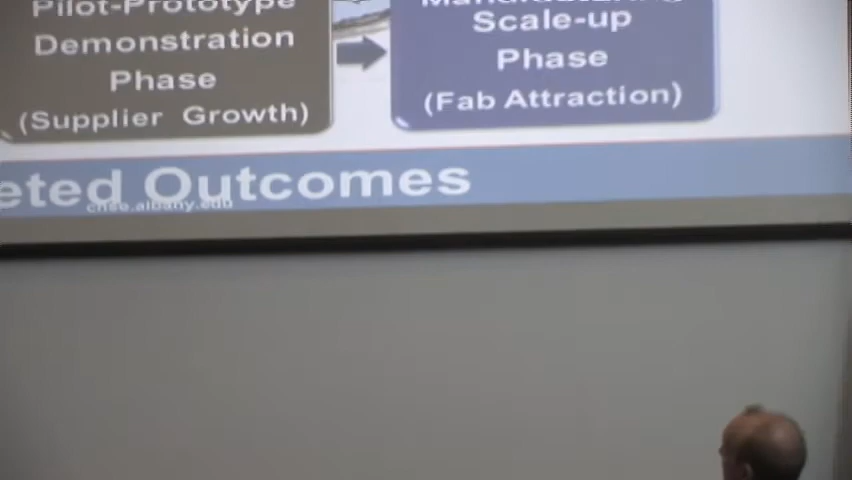 Pilot-Prototype
Demonstration
Phase
(Supplier Growth)
Scale-up
Phase
(Fab Attraction)
eted Outcomes
cnse.albany.edu